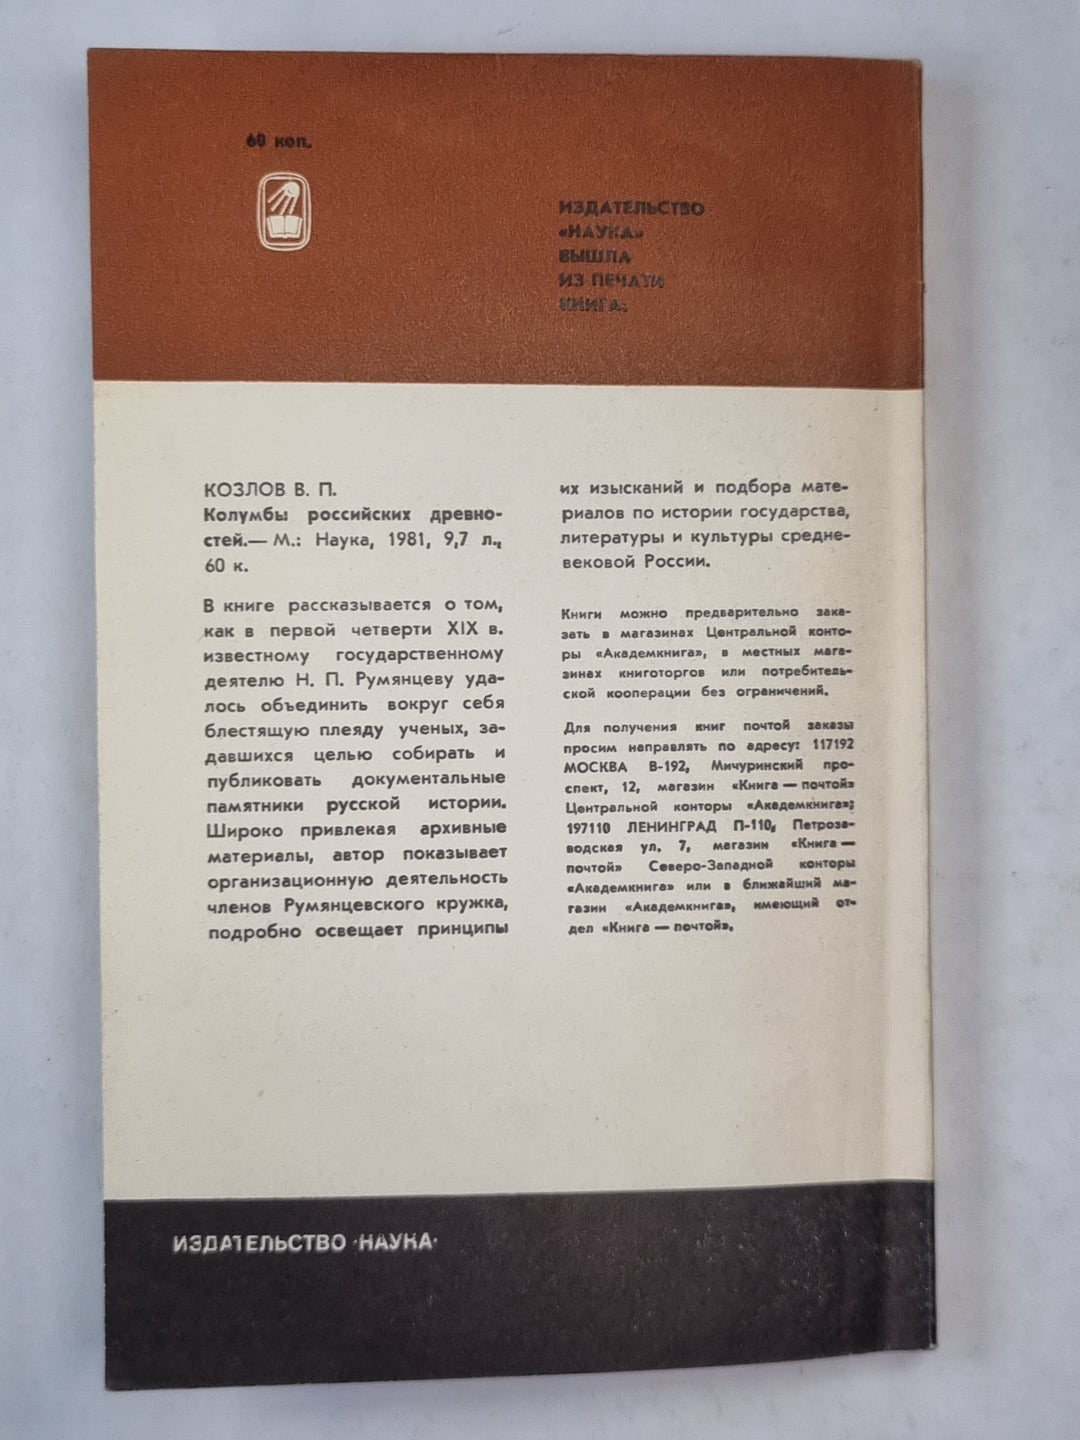 60 коп.
ИЗДАТЕЛЬСТВО
«НАУКА»
ВЫШЛА
ИЗ ПЕЧАТИ
КНИГА:
КОЗЛОВ В. П.
Колумбы российских древно-
стей.— М.: Наука, 1981, 9,7 л.,
60 к.
В книге рассказывается о том,
как в первой четверти XIX в.
известному государственному
деятелю Н. П. Румянцеву уда-
лось объединить вокруг себя
блестящую плеяду ученых, за-
давшихся целью собирать и
публиковать документальные
памятники русской истории.
Широко привлекая архивные
материалы, автор показывает
организационную деятельность
членов Румянцевского кружка,
подробно освещает принципы
их изысканий и подбора мате-
риалов по истории государства,
литературы и культуры средне-
вековой России.
Книги можно предварительно зака-
зать в магазинах Центральной конто-
ры «Академкнига», в местных мага-
зинах книготоргов или потребитель-
ской кооперации без ограничений.
Для получения книг почтой заказы
просим направлять по адресу: 117192
МОСКВА В-192, Мичуринский про-
спект, 12, магазин «Книга — почтой»
Центральной конторы «Академкнига»;
197110 ЛЕНИНГРАД П-110, Петроза-
водская ул. 7, магазин «Книга —
почтой» Северо-Западной конторы
«Академкнига» или в ближайший ма-
газин «Академкнига», имеющий от-
дел «Книга — почтой».
ИЗДАТЕЛЬСТВО ·НАУКА·